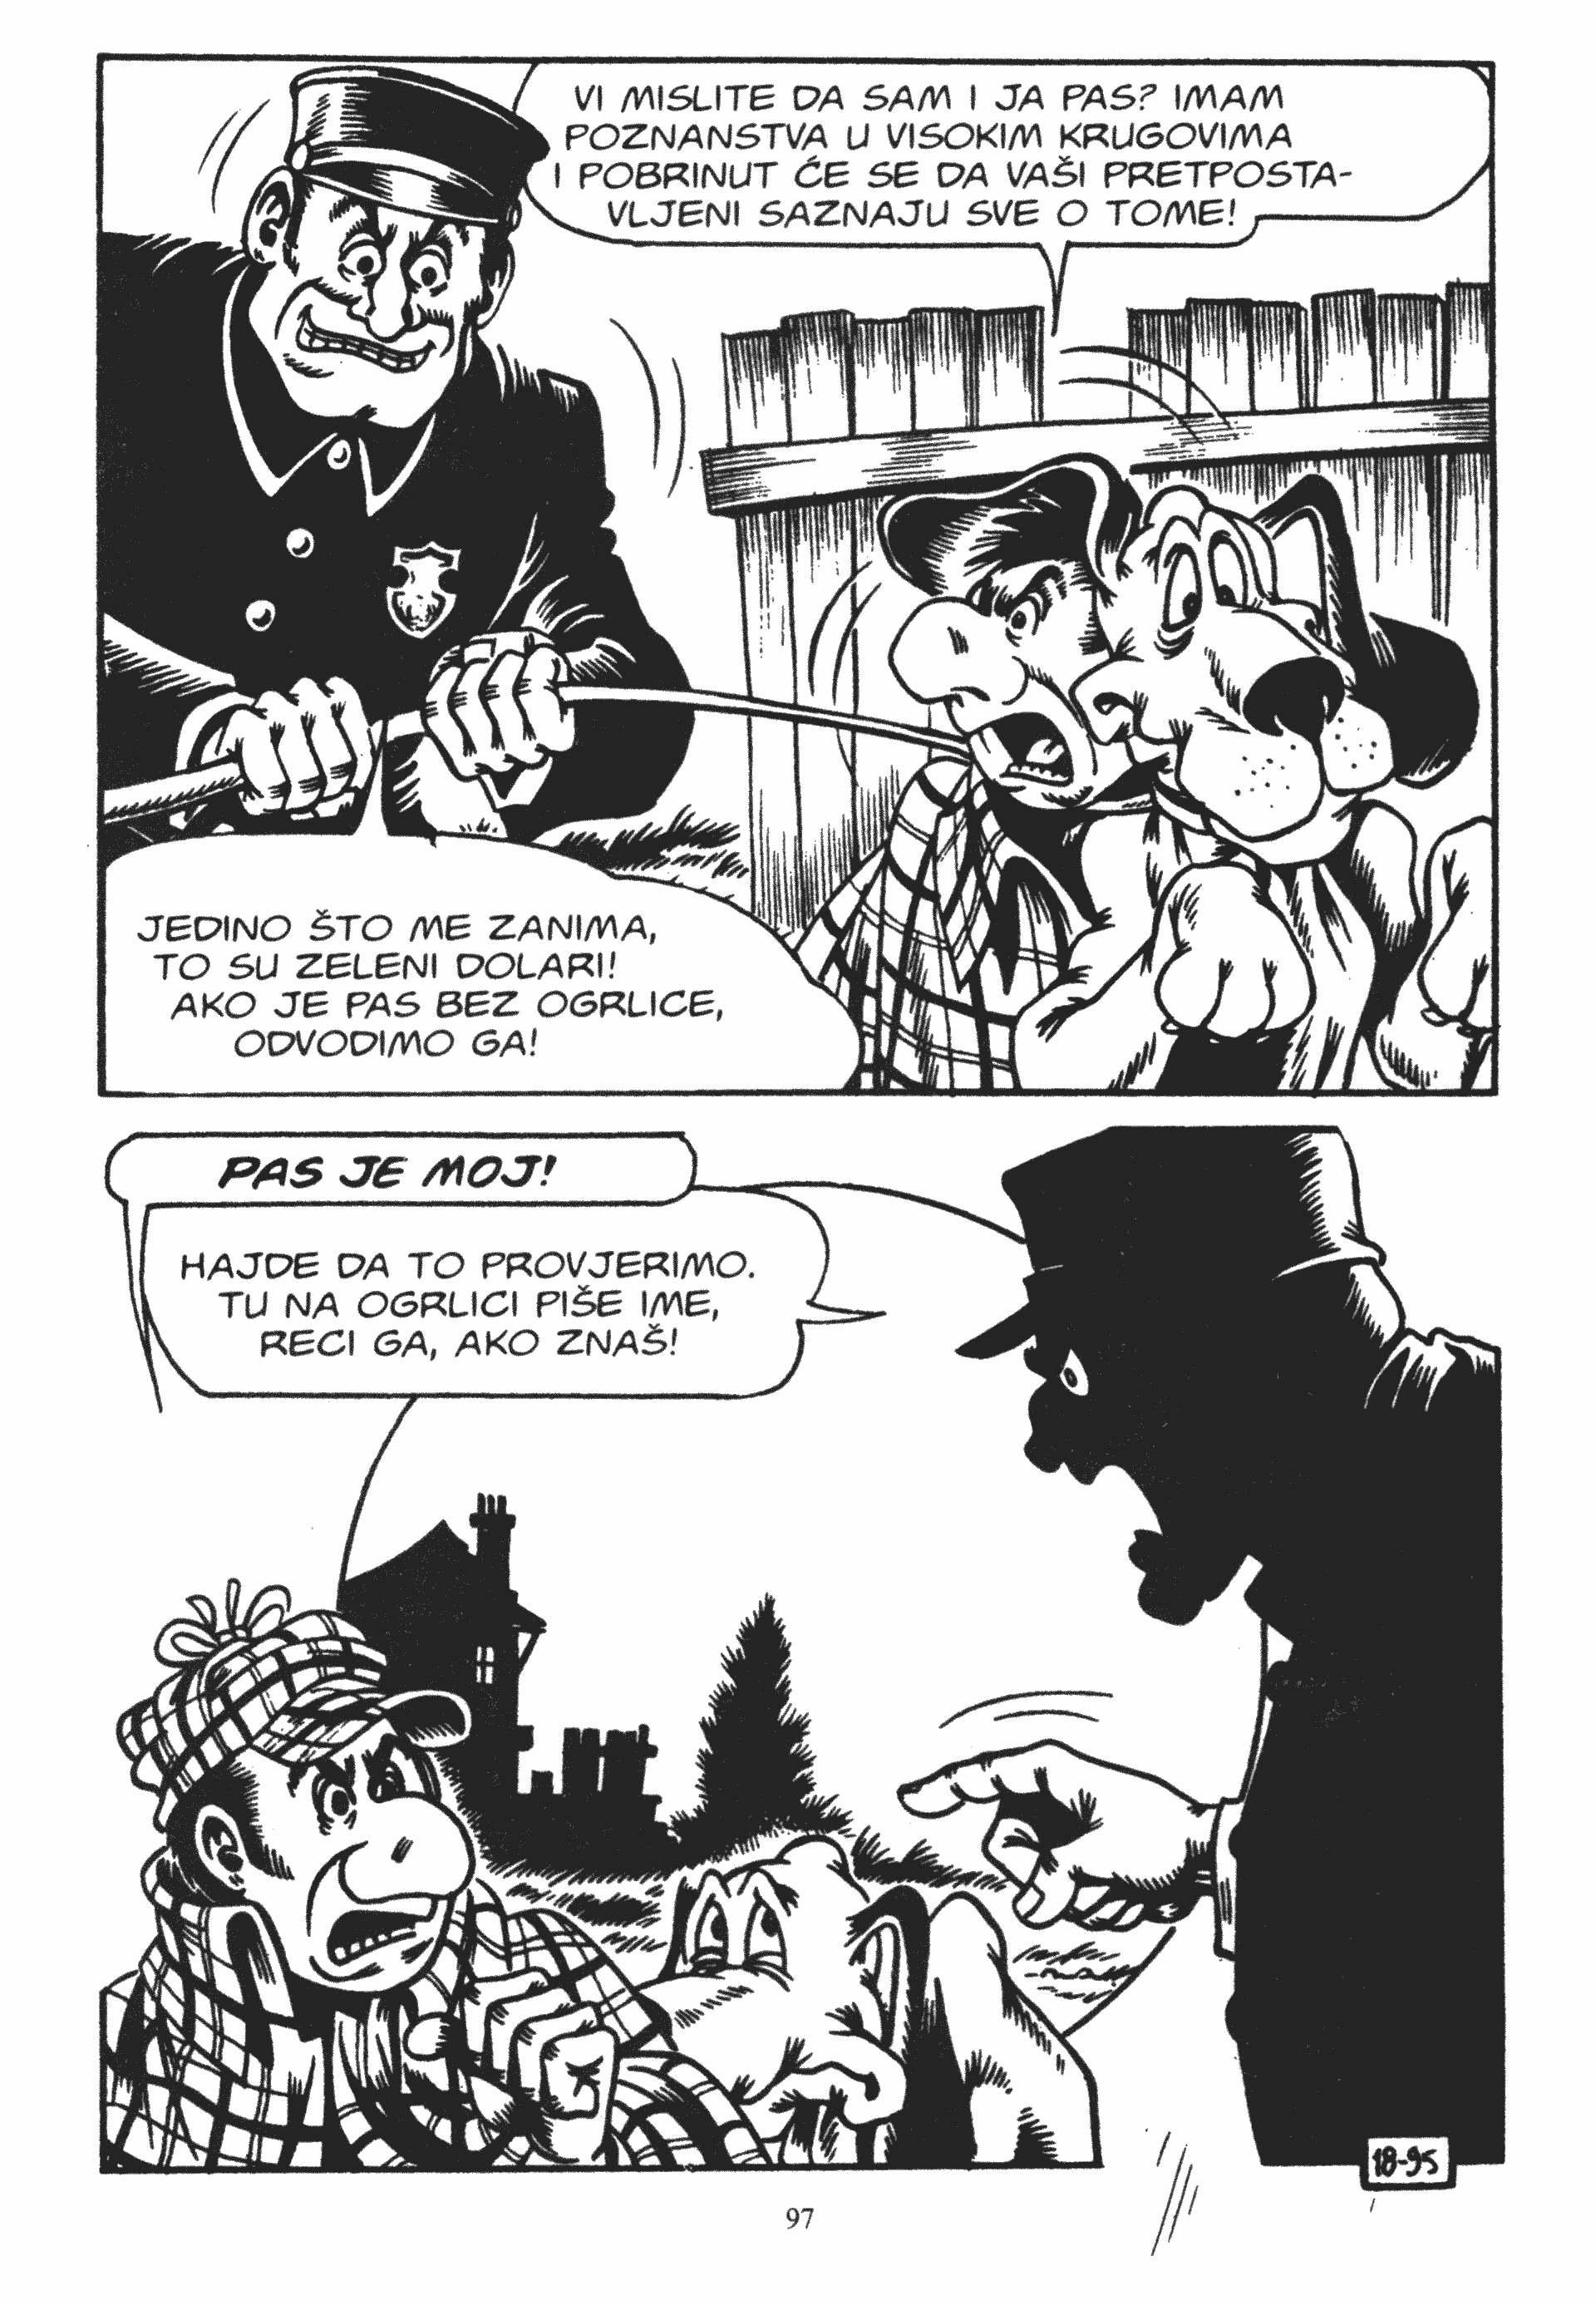 VI MISLITE DA SAM I JA PAS? IMAM
POZNANSTVA U VISOKIM KRUGOVIMA
I POBRINUT ĆE SE DA VAŠI PRETPOSTA-
VLJENI SAZNAJU SVE O TOME!
JEDINO ŠTO ME ZANIMA,
TO SU ZELENI DOLARI!
AKO JE PAS BEZ OGRLICE,
ODVODIMO GA!
PAS JE MOJ!
HAJDE DA TO PROVJERIMO.
TU NA OGRLICI PIŠE IME,
RECI GA, AKO ZNAŠ!
18-95
97